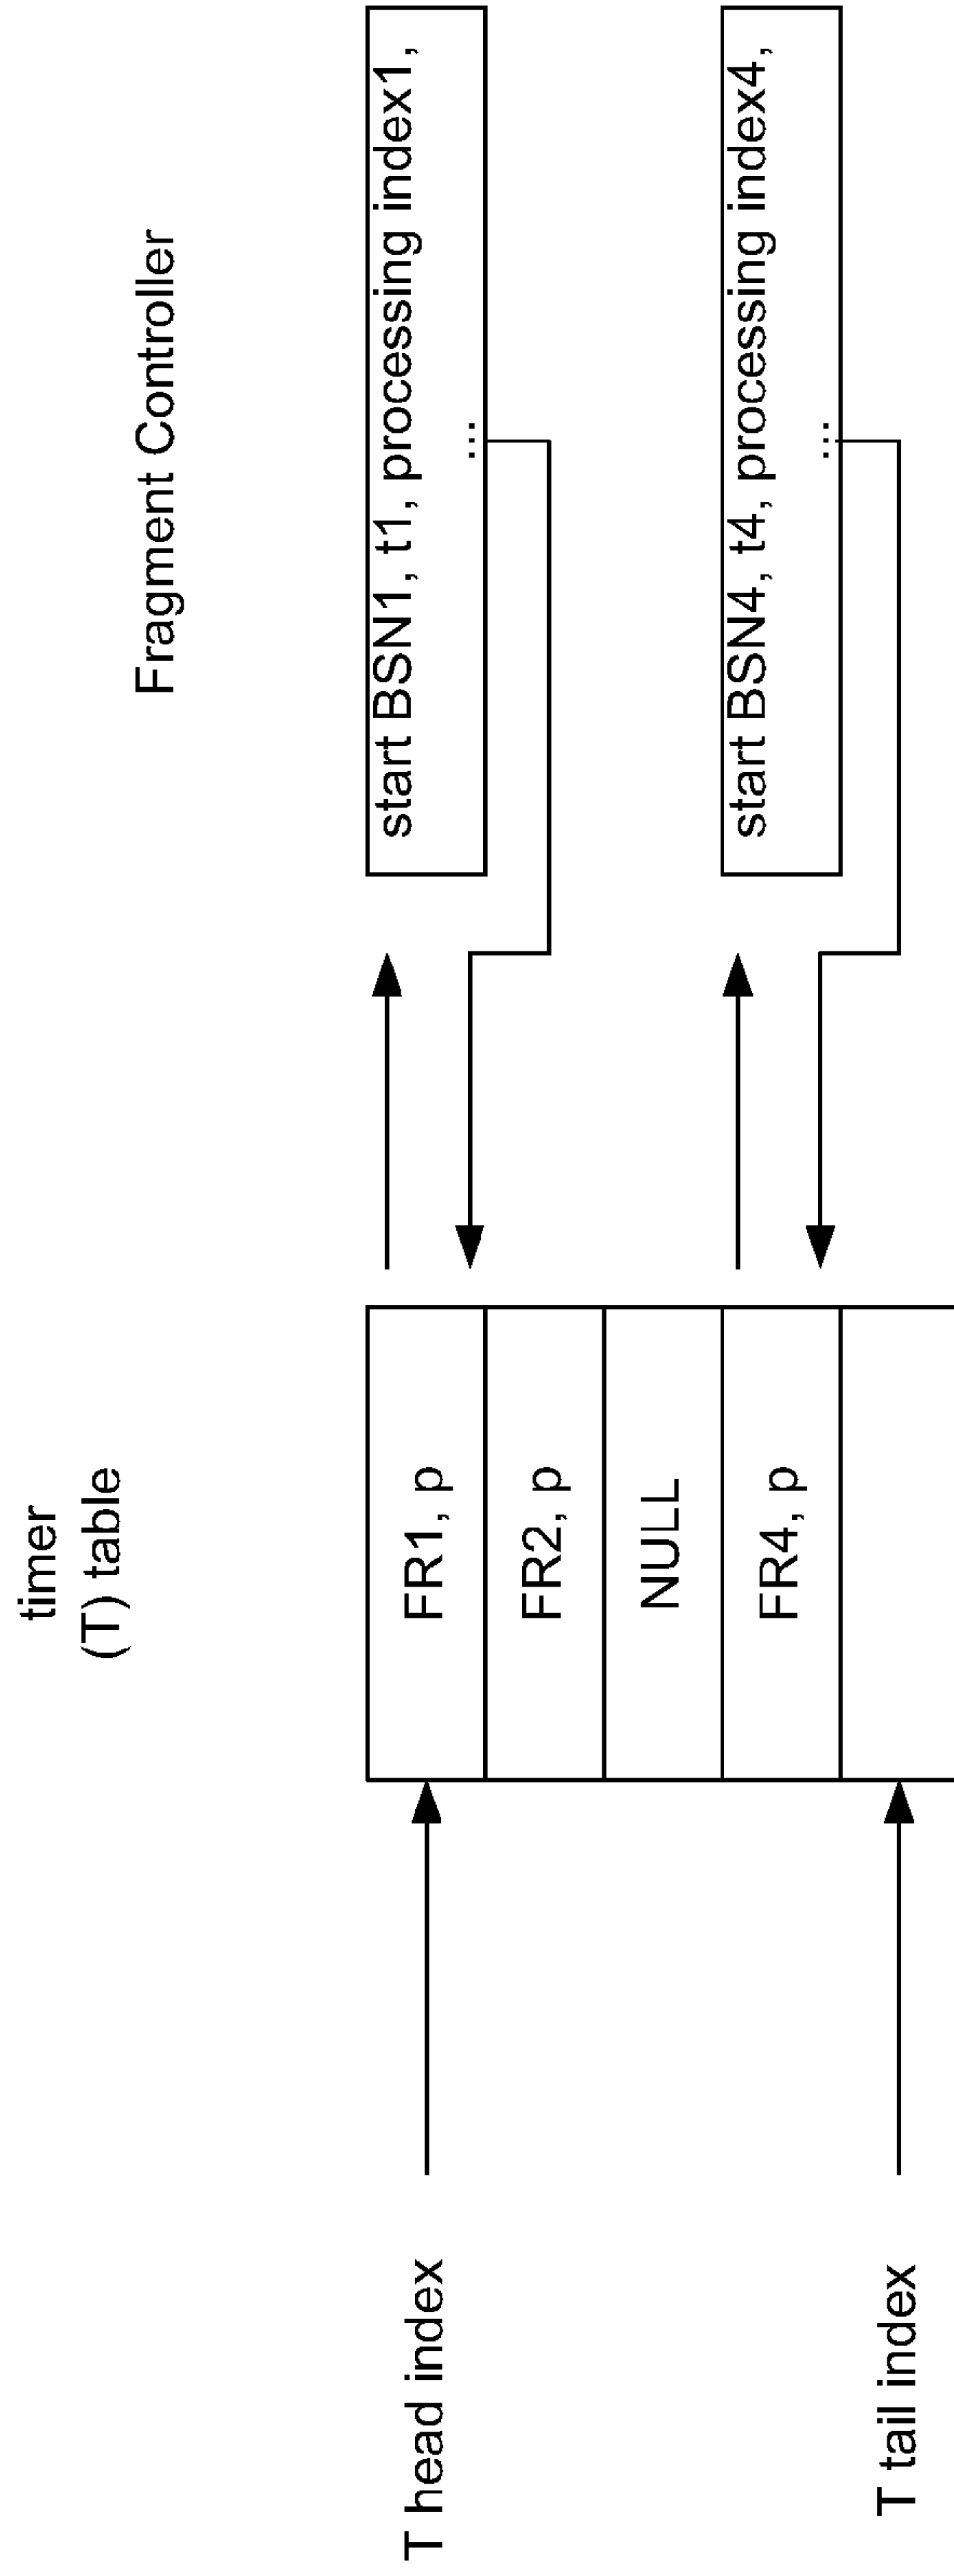 timer
(T) table
Fragment Controller
T head index
FR1, p
start BSN1, t1, processing index1,
...
FR2, p
NULL
FR4, p
start BSN4, t4, processing index4,
...
T tail index